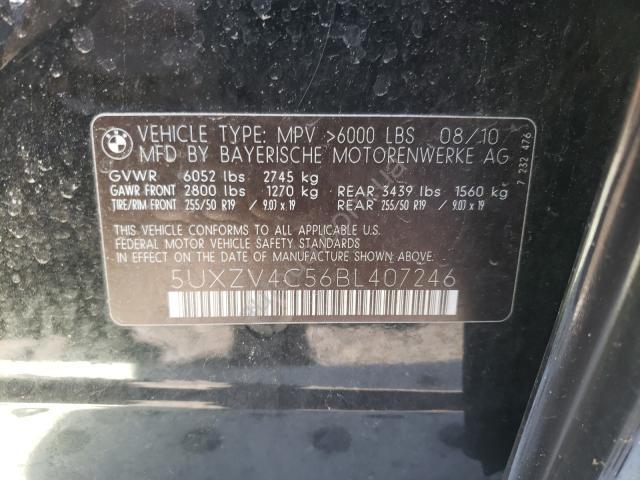 BMW
VEHICLE TYPE: MPV >6000 LBS 08/10
MFD BY BAYERISCHE MOTORENWERKE AG
GVWR 6052 lbs 2745 kg
GAWR FRONT 2800 lbs 1270 kg REAR 3439 lbs 1560 kg
TIRE/RIM FRONT 255/50 R19 / 9.0J x 19 REAR 255/50 R19 / 9.0J x 19
THIS VEHICLE CONFORMS TO ALL APPLICABLE U.S.
FEDERAL MOTOR VEHICLE SAFETY STANDARDS IN EFFECT
ON THE DATE OF MANUFACTURE SHOWN ABOVE.
5UXZV4C56BL407246
7 232 476